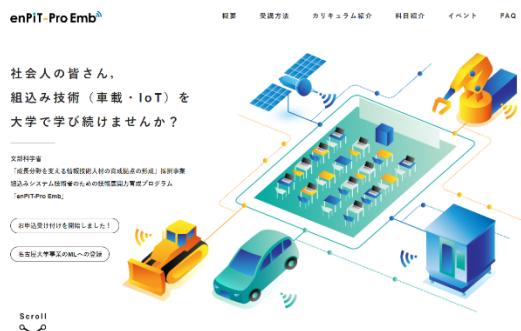 enPiT-Pro Emb
概要 受講方法 カリキュラム紹介 科目紹介 イベント FAQ
社会人の皆さん，
組込み技術（車載・IoT）を
大学で学び続けませんか？
文部科学省
「成長分野を支える情報技術人材の育成拠点の形成」採択事業
組込みシステム技術者のための技術展開力育成プログラム
「enPiT-Pro Emb」
お申込受け付けを開始しました！
名古屋大学事業のMLへの登録
Scroll